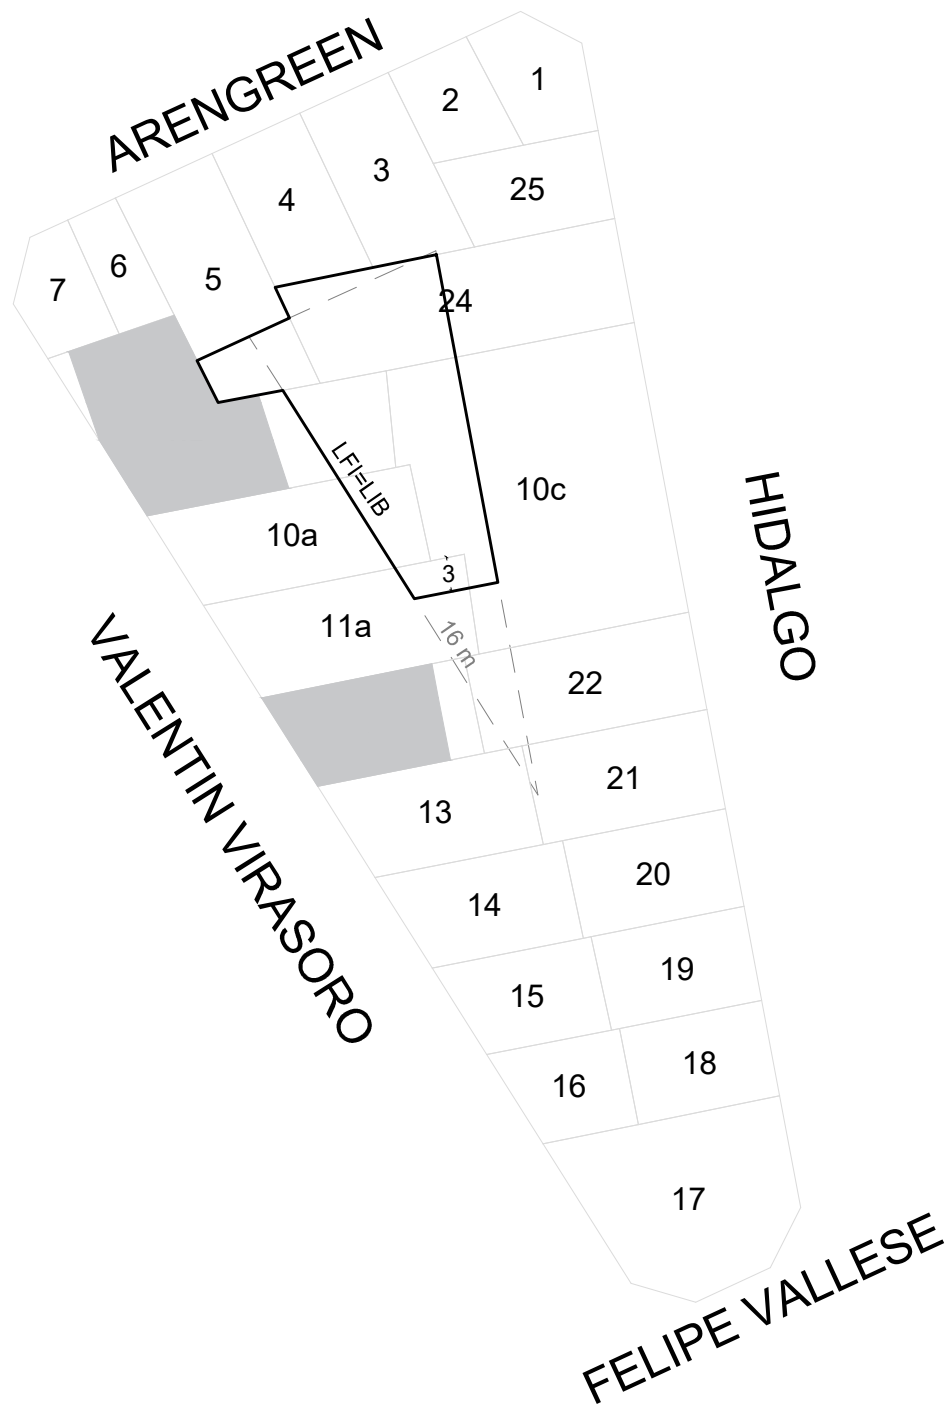 ARENGREEN
1
2
3
25
4
6
5
7
24
LFI=LIB
10c
10a
3
11a
16 m
HIDALGO
22
VALENTIN VIRASORO
21
13
20
14
19
15
18
16
17
FELIPE VALLESE